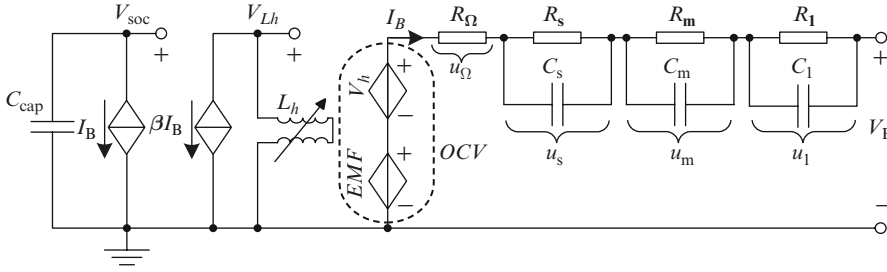 V_soc
+
V_Lh
+
I_B
R_Ω
R_s
R_m
R_1
+
u_Ω
C_s
C_m
C_1
+
V_h
−
C_cap
I_B
βI_B
L_h
u_s
u_m
u_1
+
EMF
−
OCV
−